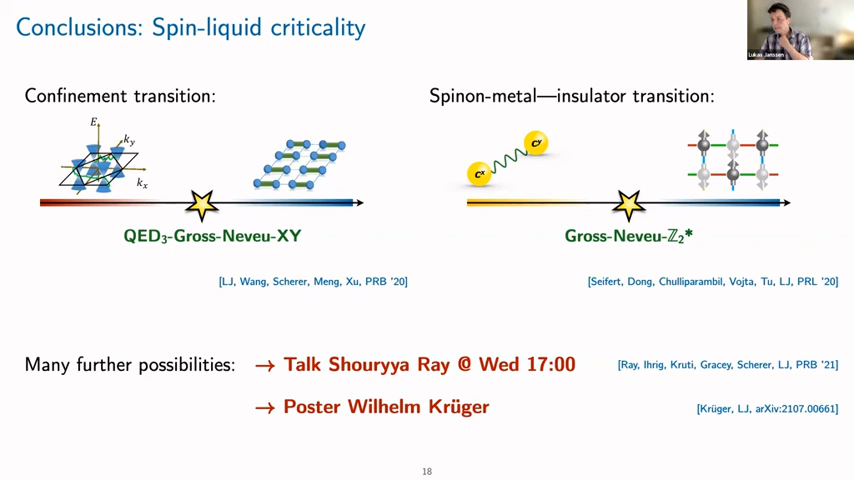 Conclusions: Spin-liquid criticality
Lukas Janssen
Confinement transition:
Spinon-metal—insulator transition:
E
k_y
k_x
c^x
c^y
QED₃-Gross-Neveu-XY
Gross-Neveu-ℤ₂*
[LJ, Wang, Scherer, Meng, Xu, PRB '20]
[Seifert, Dong, Chulliparambil, Vojta, Tu, LJ, PRL '20]
Many further possibilities: → Talk Shouryya Ray @ Wed 17:00
[Ray, Ihrig, Kruti, Gracey, Scherer, LJ, PRB '21]
→ Poster Wilhelm Krüger
[Krüger, LJ, arXiv:2107.00661]
18